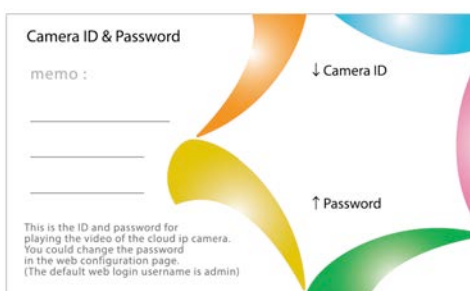 Camera ID & Password
memo :
↓ Camera ID
↑ Password
This is the ID and password for
playing the video of the cloud ip camera.
You could change the password
in the web configuration page.
(The default web login username is admin)